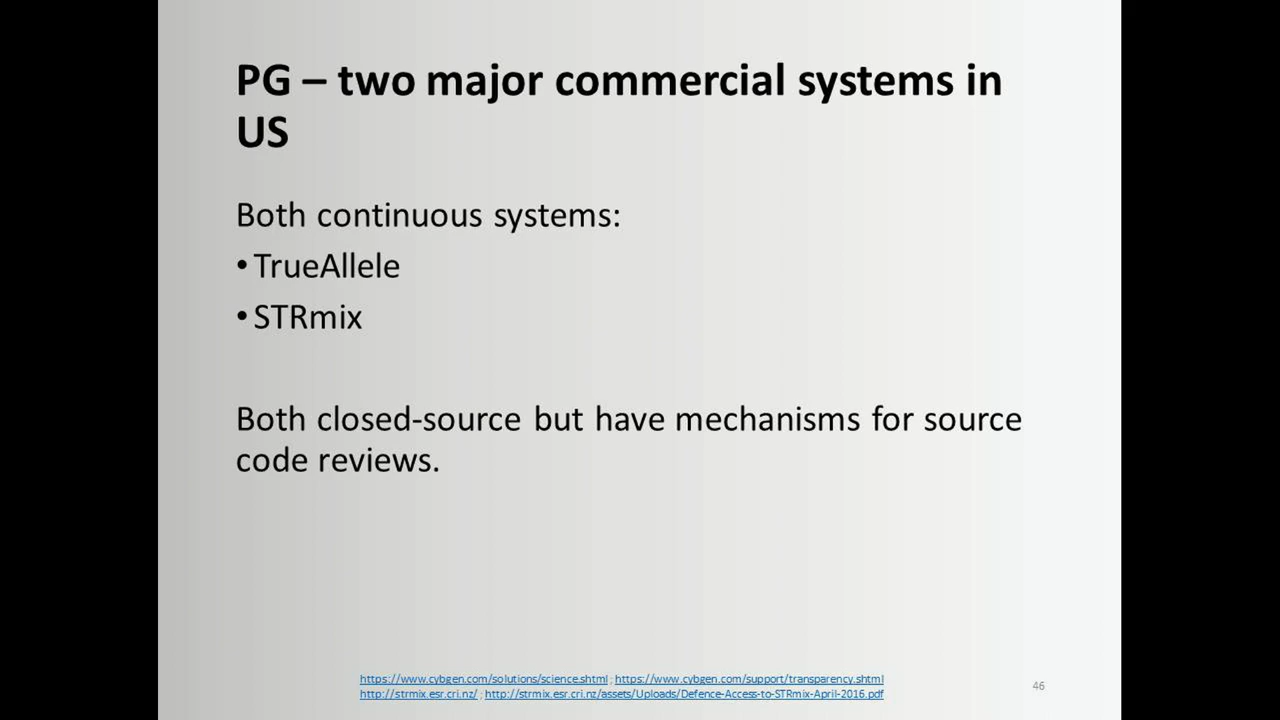 PG – two major commercial systems in
US
Both continuous systems:
• TrueAllele
• STRmix
Both closed-source but have mechanisms for source
code reviews.
https://www.cybgen.com/solutions/science.shtml ; https://www.cybgen.com/support/transparency.shtml
http://strmix.esr.cri.nz/ ; http://strmix.esr.cri.nz/assets/Uploads/Defence-Access-to-STRmix-April-2016.pdf
46